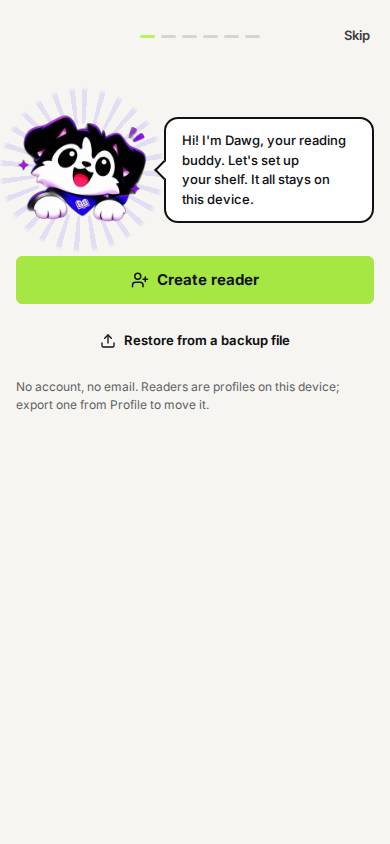 Skip
Hi! I'm Dawg, your reading
buddy. Let's set up
your shelf. It all stays on
this device.
Create reader
Restore from a backup file
No account, no email. Readers are profiles on this device;
export one from Profile to move it.